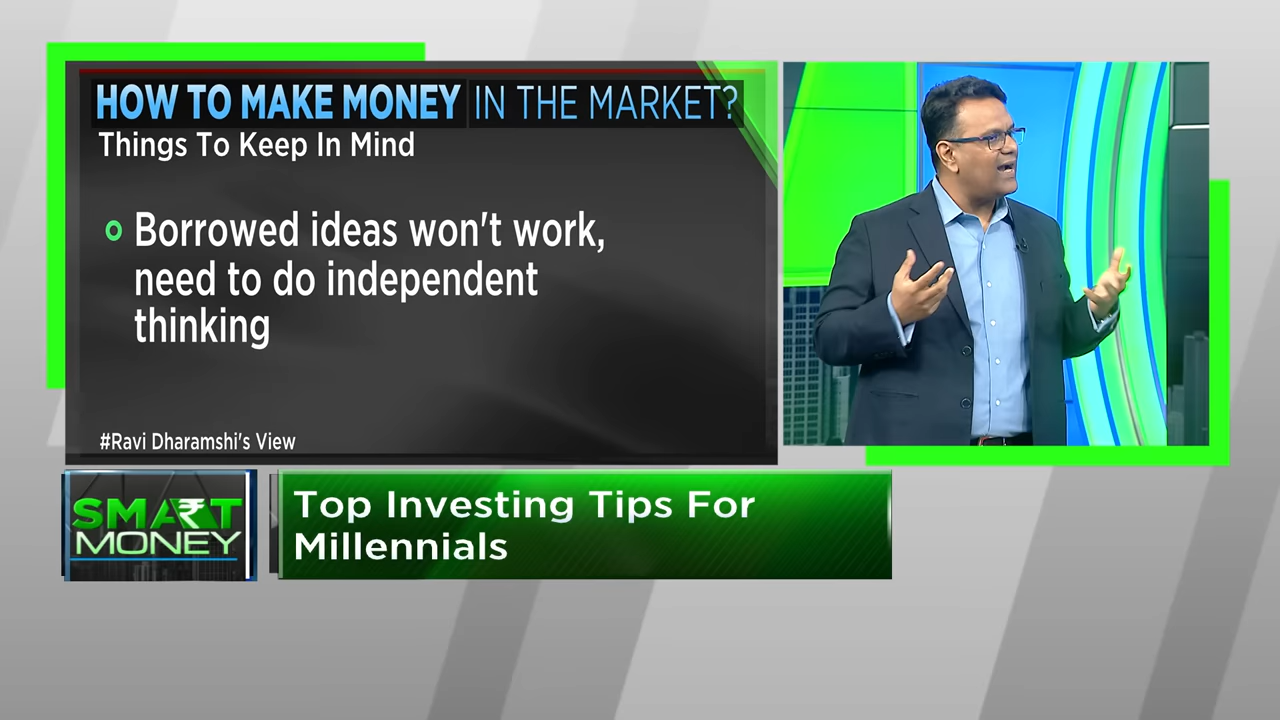 HOW TO MAKE MONEY IN THE MARKET?
Things To Keep In Mind
Borrowed ideas won't work,
need to do independent
thinking
#Ravi Dharamshi's View
SMART
MONEY
Top Investing Tips For
Millennials